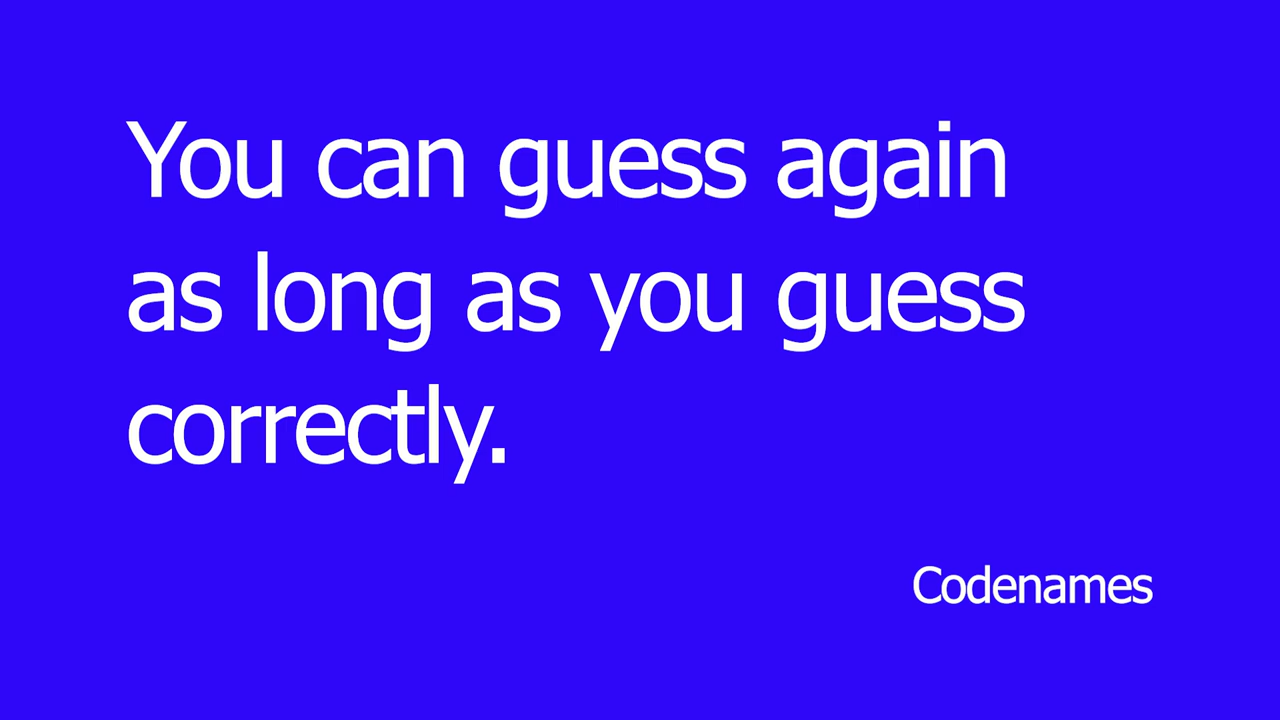 You can guess again
as long as you guess
correctly.
Codenames